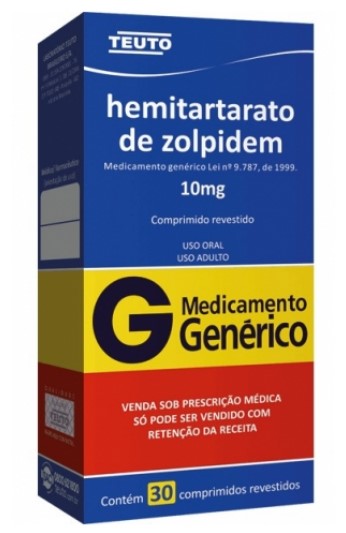 TEUTO
hemitartarato
de zolpidem
Medicamento genérico Lei nº 9.787, de 1999.
10mg
Comprimido revestido
USO ORAL
USO ADULTO
G Medicamento
Genérico
VENDA SOB PRESCRIÇÃO MÉDICA
SÓ PODE SER VENDIDO COM
RETENÇÃO DA RECEITA
Contém 30 comprimidos revestidos